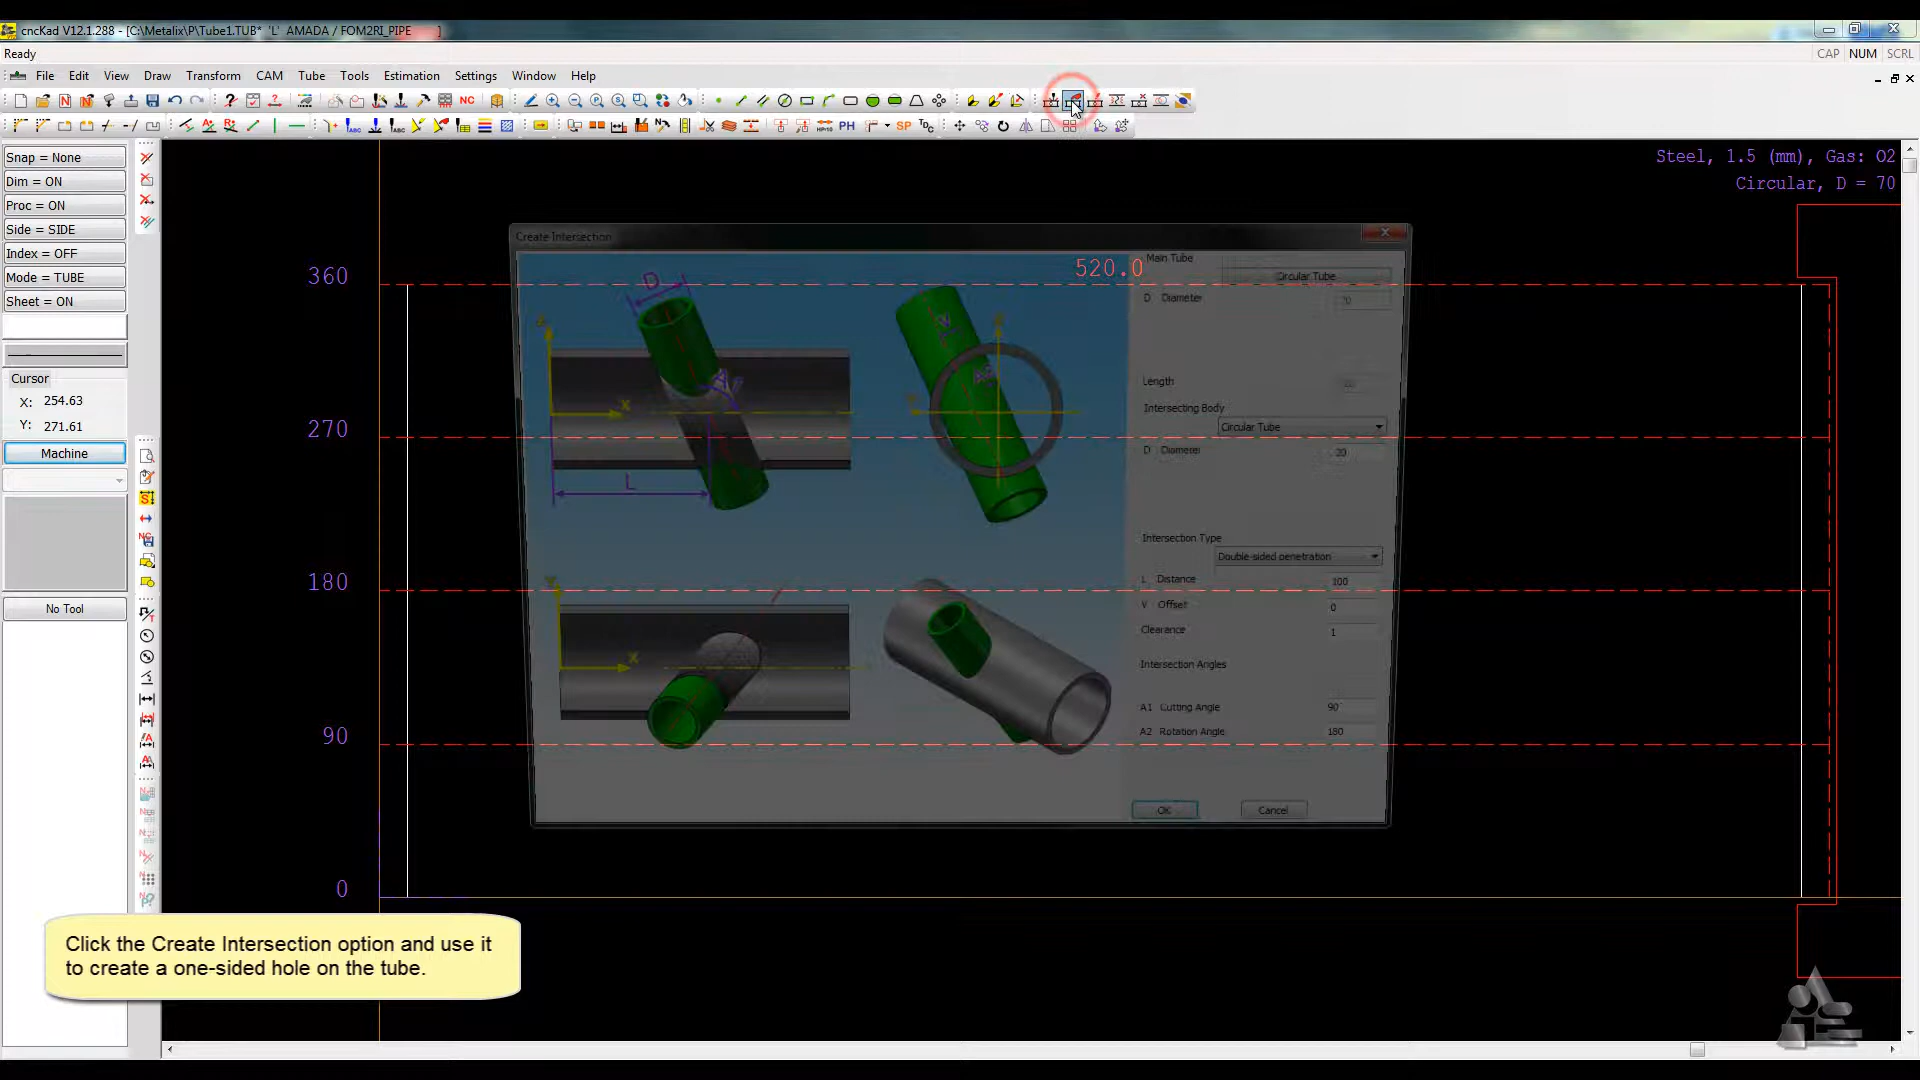 cncKad V12.1.288 - [C:\Metalix\P\Tube1.TUB* 'L' AMADA / FOM2RI_PIPE ]
Ready
CAP NUM SCRL
File Edit View Draw Transform CAM Tube Tools Estimation Settings Window Help
NC
PH SP
Snap = None
Dim = ON
Proc = ON
Side = SIDE
Index = OFF
Mode = TUBE
Sheet = ON
Cursor
X: 254.63
Y: 271.61
Machine
No Tool
Steel, 1.5 (mm), Gas: O2
Circular, D = 70
360
270
180
90
0
520.0
Create Intersection
D
L
X
X
Main Tube
Circular Tube
D Diameter
70
Length
Intersecting Body
Circular Tube
D Diameter
20
Intersection Type
Double-sided penetration
L Distance 100
V Offset 0
Clearance 1
Intersection Angles
A1 Cutting Angle 90
A2 Rotation Angle 180
OK Cancel
Click the Create Intersection option and use it
to create a one-sided hole on the tube.